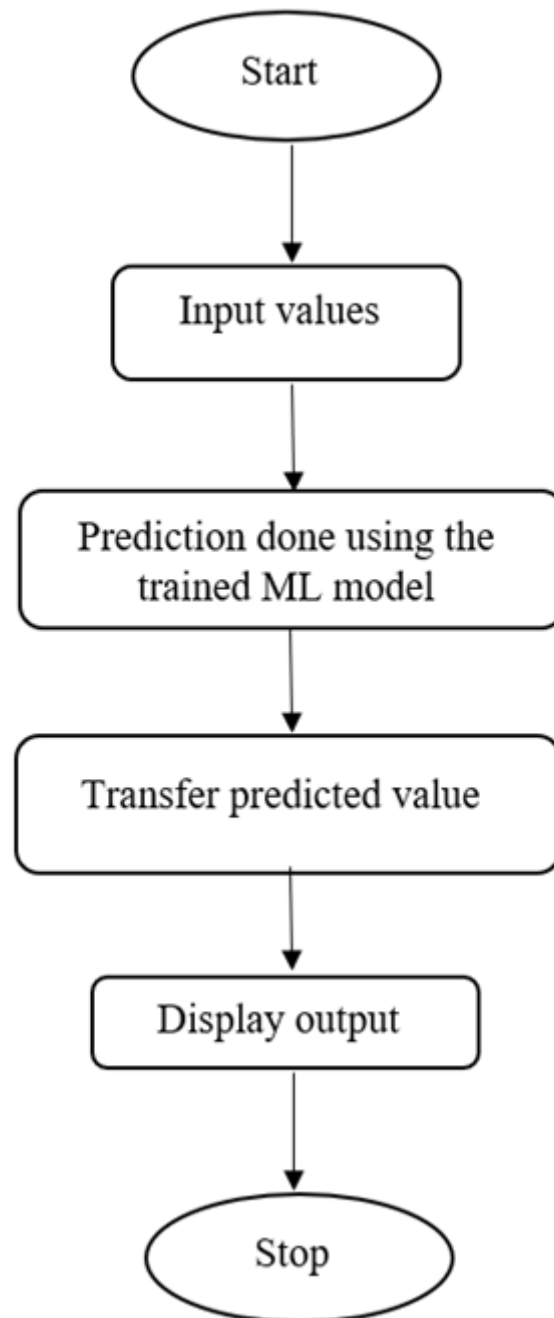 Start
Input values
Prediction done using the
trained ML model
Transfer predicted value
Display output
Stop